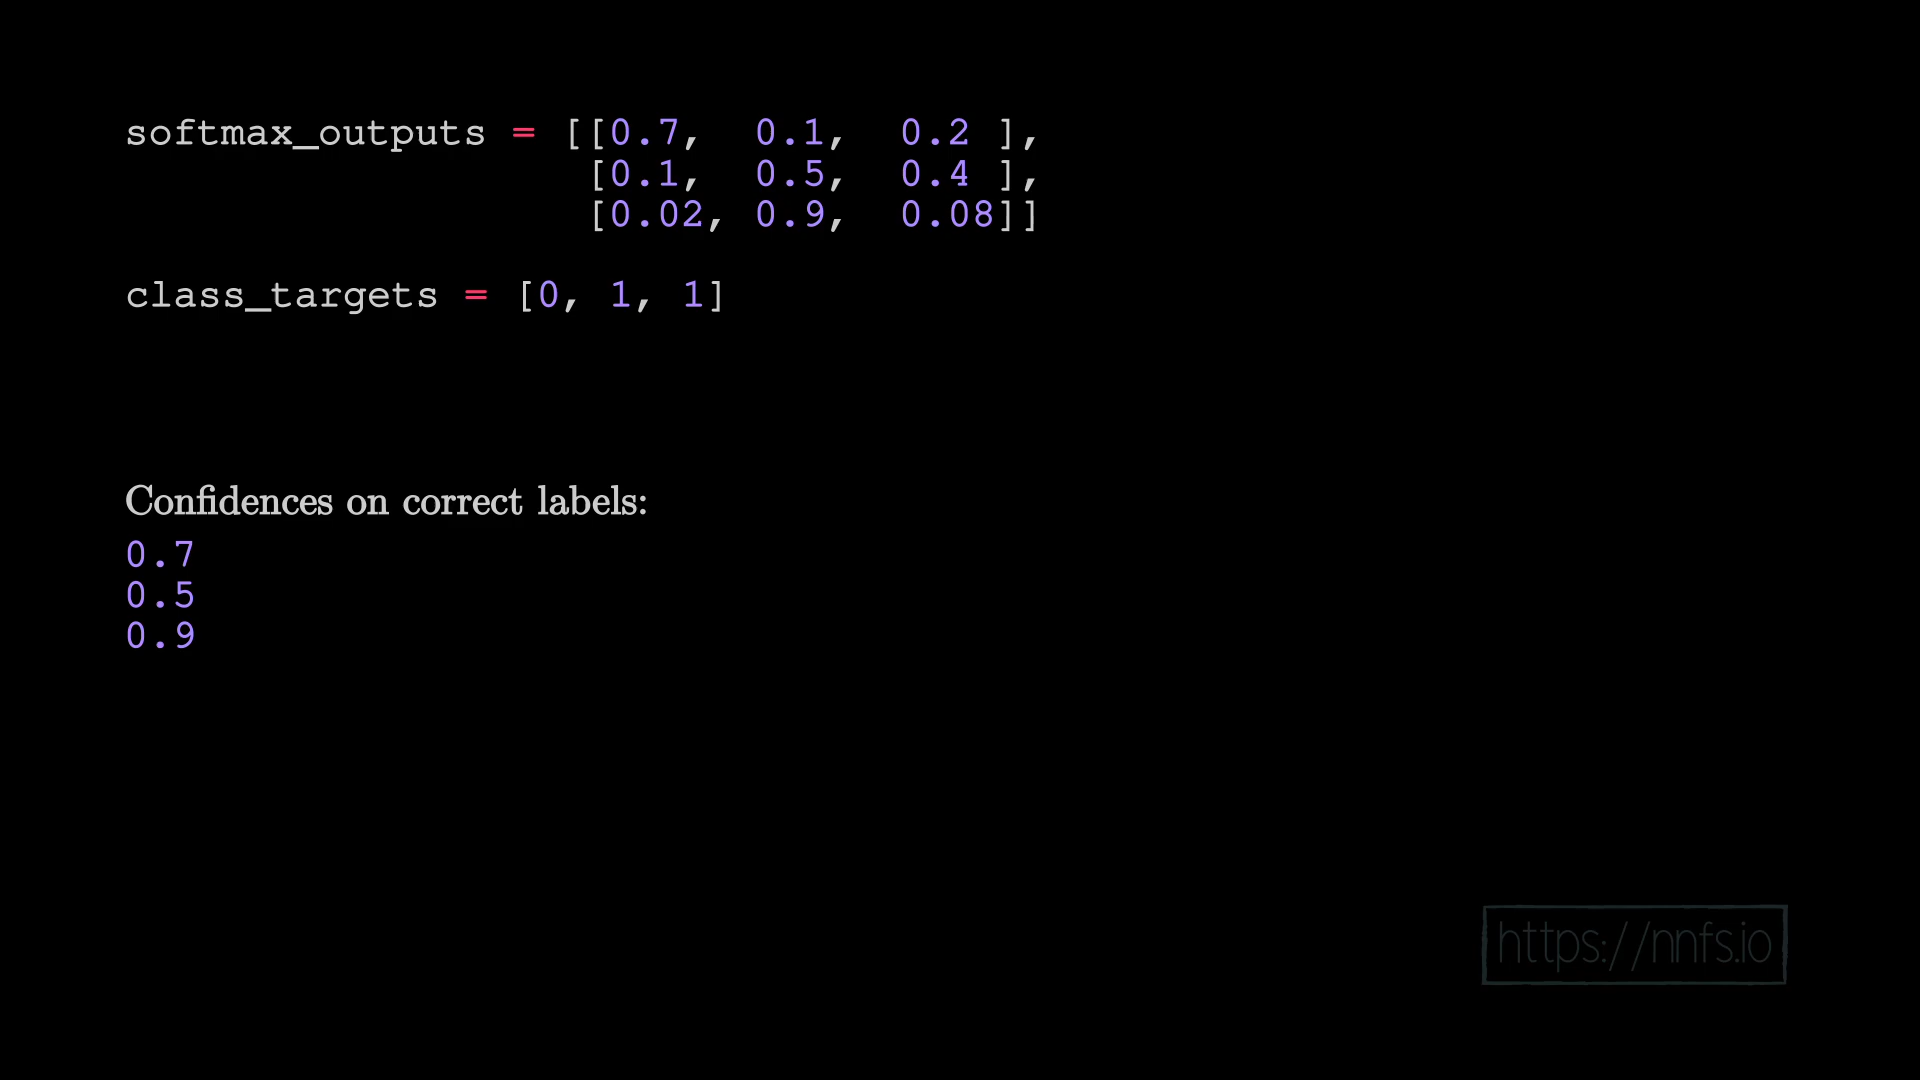 softmax_outputs = [[0.7, 0.1, 0.2 ],
[0.1, 0.5, 0.4 ],
[0.02, 0.9, 0.08]]
class_targets = [0, 1, 1]
Confidences on correct labels:
0.7
0.5
0.9
https://nnfs.io